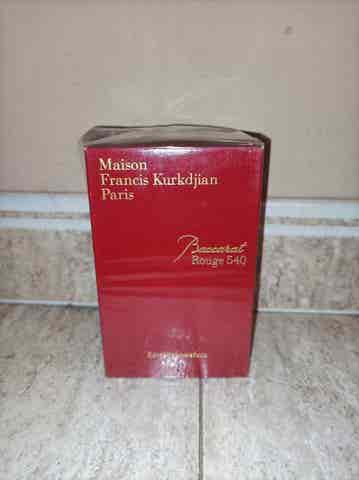 Maison
Francis Kurkdjian
Paris
Baccarat
Rouge 540